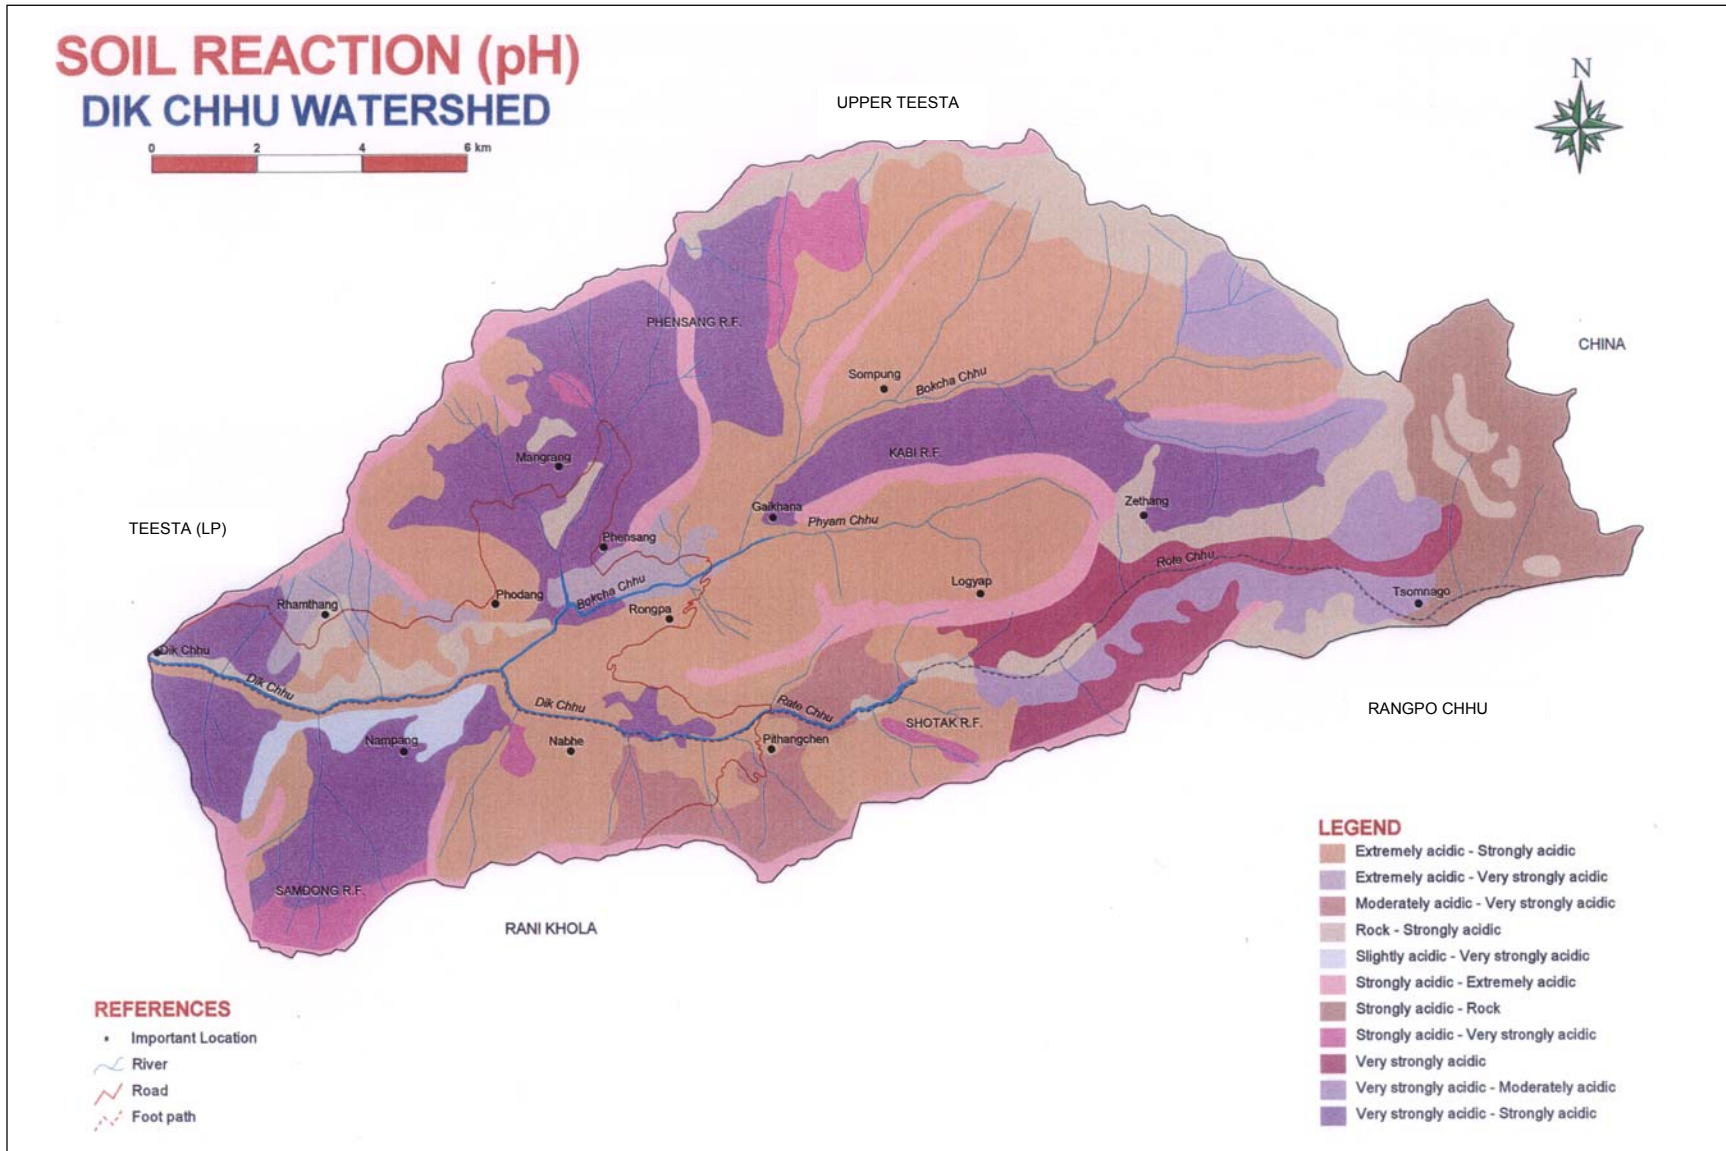 SOIL REACTION (pH)
DIK CHHU WATERSHED
0 2 4 6 km
N
UPPER TEESTA
CHINA
TEESTA (LP)
RANGPO CHHU
RANI KHOLA
PHENSANG R.F.
Sompung
Bokcha Chhu
KABI R.F.
Mangrang
Zethang
Gaikhana
Phyam Chhu
Phensang
Rote Chhu
Logyap
Tsomnago
Bokcha Chhu
Phodang
Rhamthang
Rongpa
Dik Chhu
Dik Chhu
Dik Chhu
Rate Chhu
SHOTAK R.F.
Nampang
Nabhe
Pithangchen
SAMDONG R.F.
REFERENCES
Important Location
River
Road
Foot path
LEGEND
Extremely acidic - Strongly acidic
Extremely acidic - Very strongly acidic
Moderately acidic - Very strongly acidic
Rock - Strongly acidic
Slightly acidic - Very strongly acidic
Strongly acidic - Extremely acidic
Strongly acidic - Rock
Strongly acidic - Very strongly acidic
Very strongly acidic
Very strongly acidic - Moderately acidic
Very strongly acidic - Strongly acidic